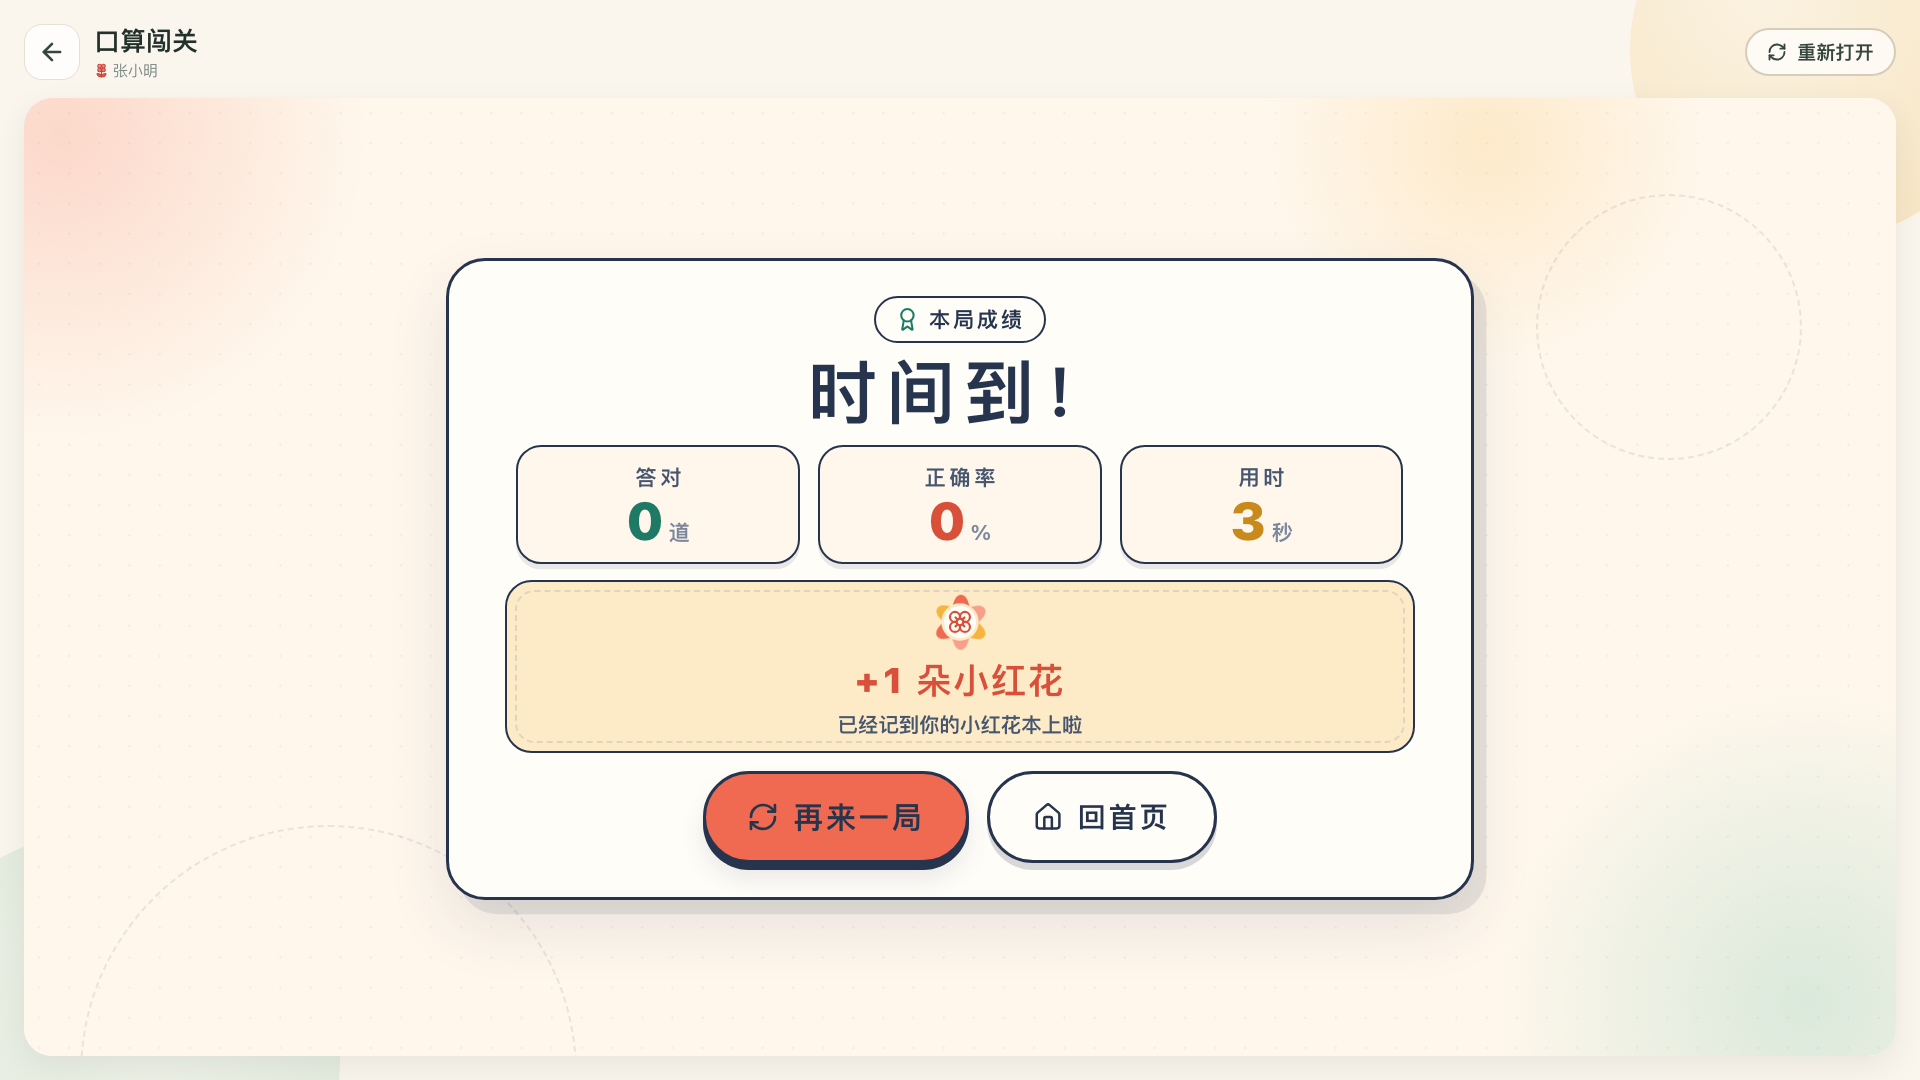 口算闯关
张小明
重新打开
本局成绩
时间到！
答对
0 道
正确率
0 %
用时
3 秒
+1 朵小红花
已经记到你的小红花本上啦
再来一局
回首页